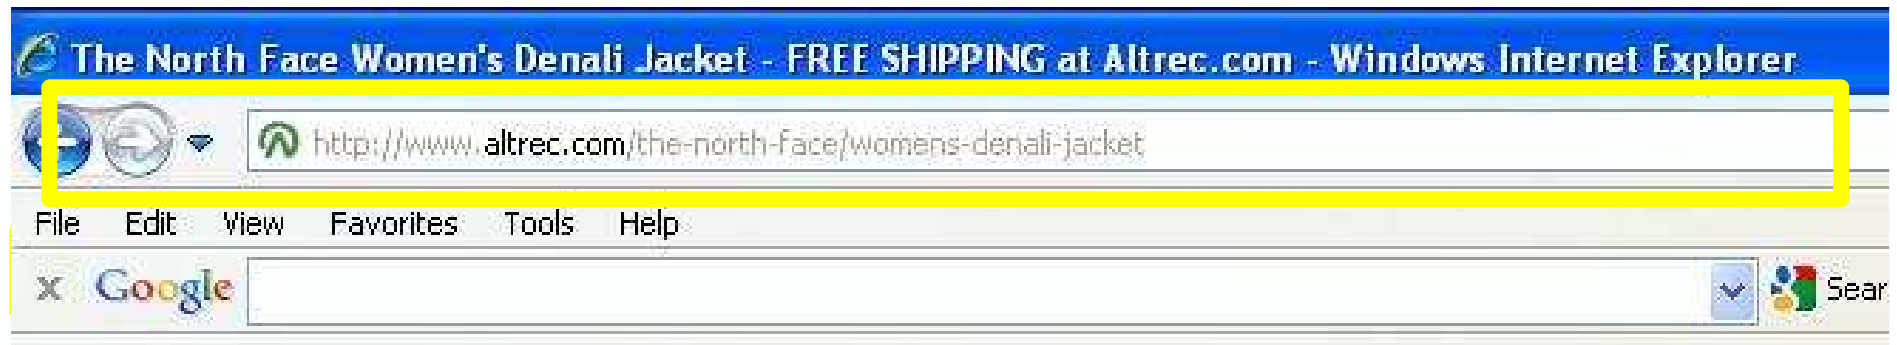 The North Face Women's Denali Jacket - FREE SHIPPING at Altrec.com - Windows Internet Explorer
http://www.altrec.com/the-north-face/womens-denali-jacket
File Edit View Favorites Tools Help
x Google Sear